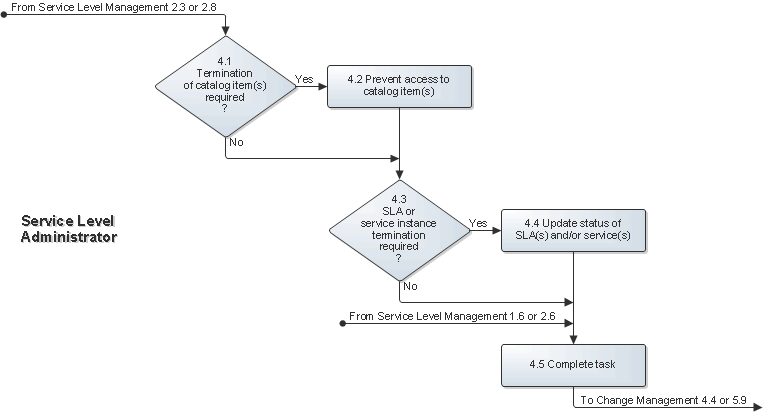 From Service Level Management 2.3 or 2.8
4.1
Termination
of catalog item(s)
required
?
Yes
4.2 Prevent access to
catalog item(s)
No
4.3
SLA or
service instance
termination
required
?
Yes
4.4 Update status of
SLA(s) and/or service(s)
Service Level
Administrator
No
From Service Level Management 1.6 or 2.6
4.5 Complete task
To Change Management 4.4 or 5.9